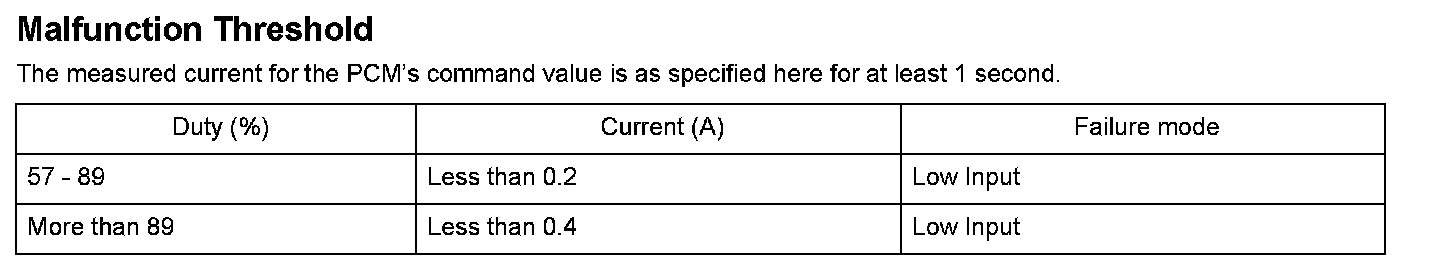 Malfunction Threshold
The measured current for the PCM's command value is as specified here for at least 1 second.
Duty (%) Current (A) Failure mode
57 - 89 Less than 0.2 Low Input
More than 89 Less than 0.4 Low Input